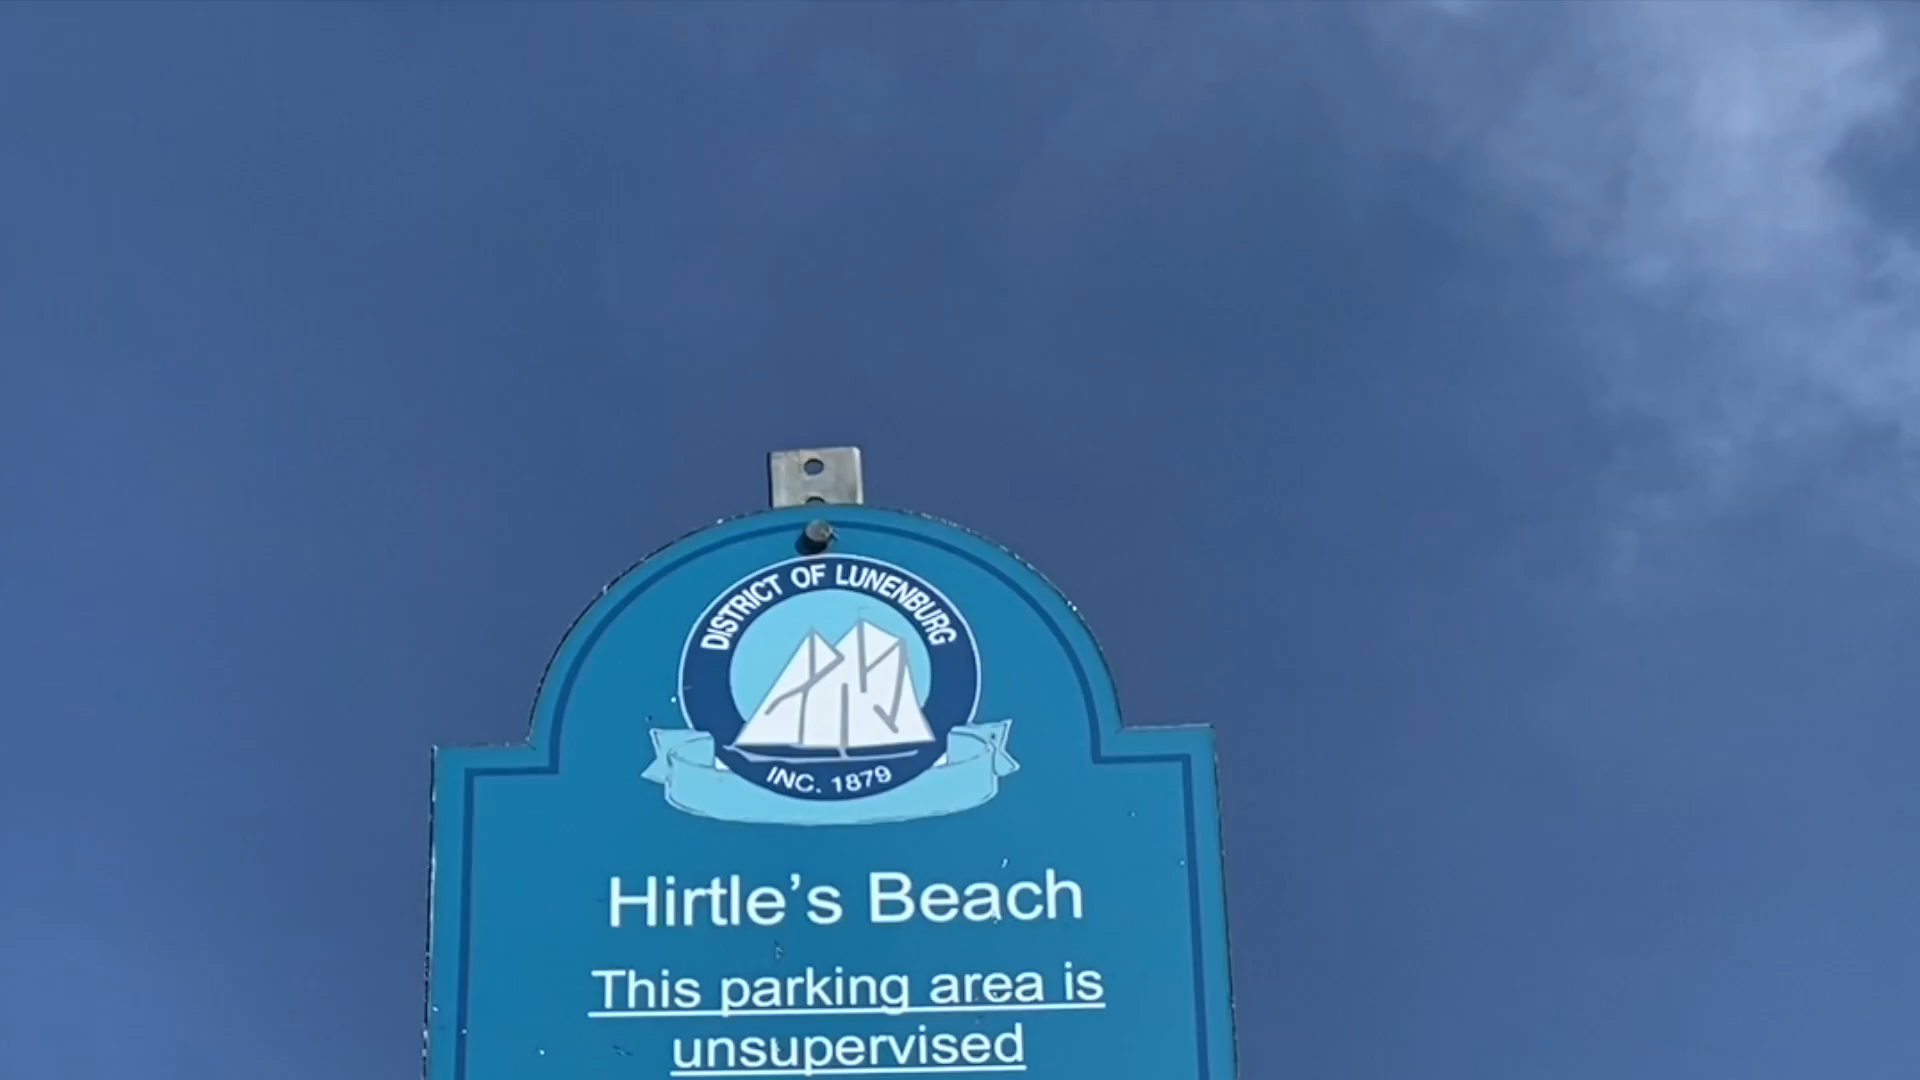 DISTRICT OF LUNENBURG
INC. 1879
Hirtle’s Beach
This parking area is
unsupervised